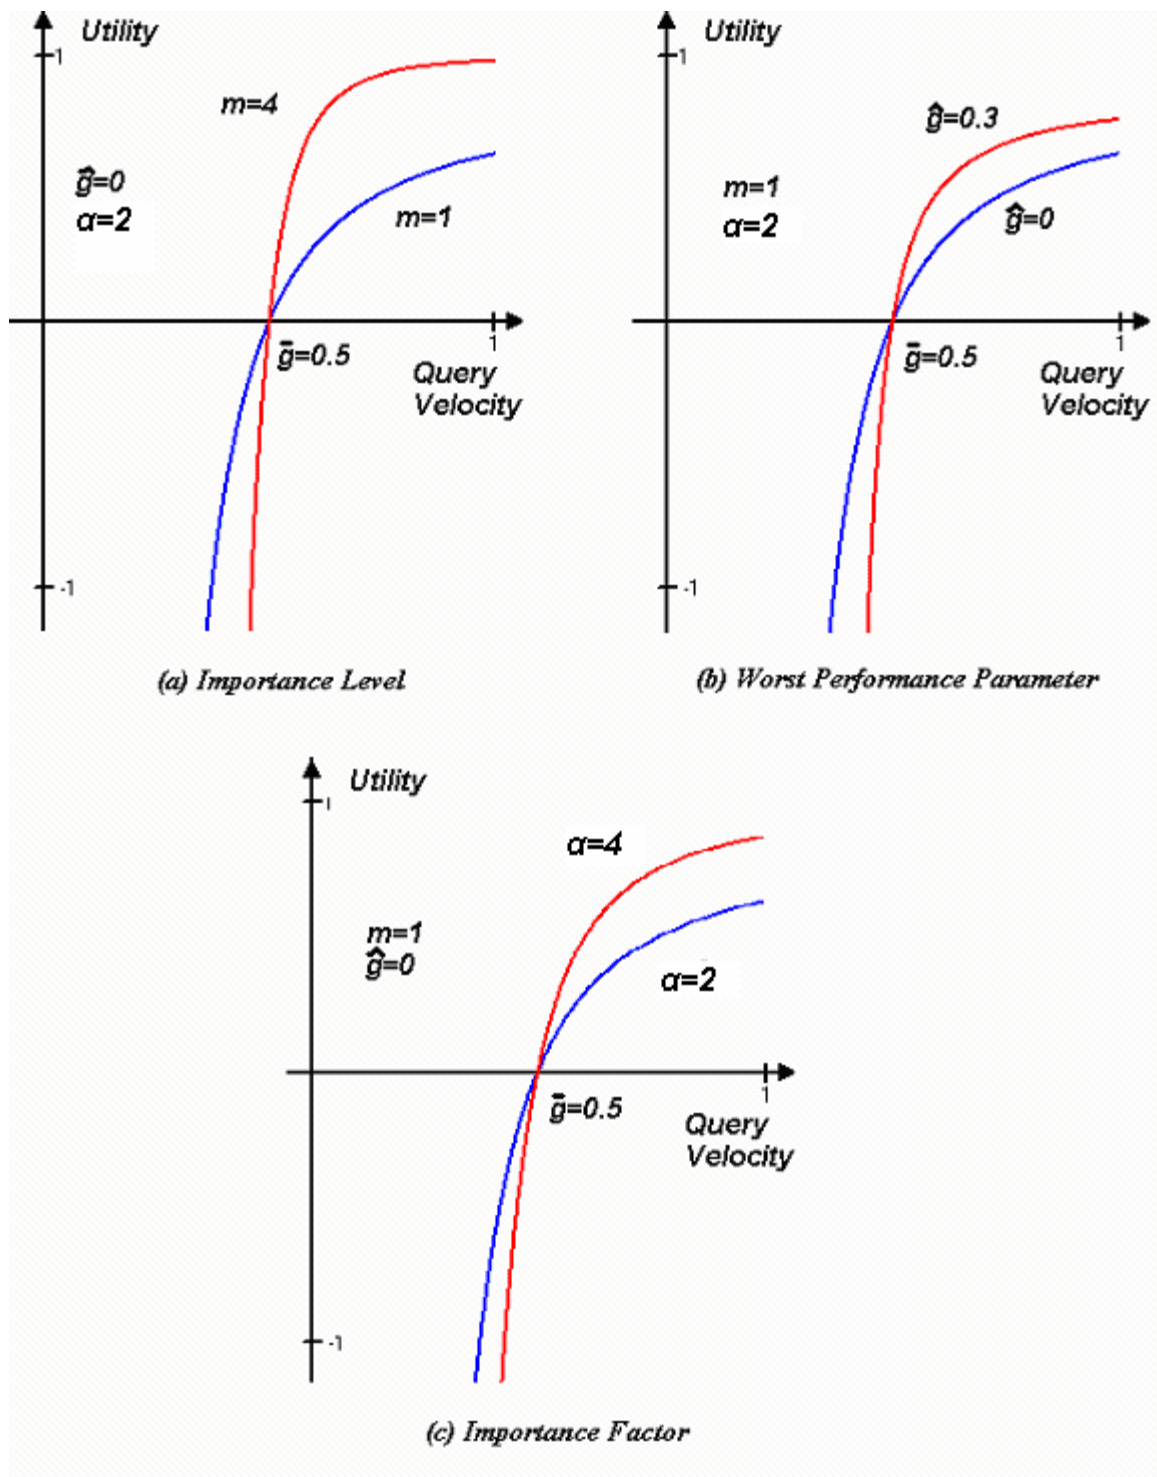 Utility
1
m=4
ĝ=0
α=2
m=1
1
ḡ=0.5
Query
Velocity
-1
(a) Importance Level
Utility
1
ĝ=0.3
m=1
α=2
ĝ=0
1
ḡ=0.5
Query
Velocity
-1
(b) Worst Performance Parameter
Utility
1
α=4
m=1
ĝ=0
α=2
1
ḡ=0.5
Query
Velocity
-1
(c) Importance Factor